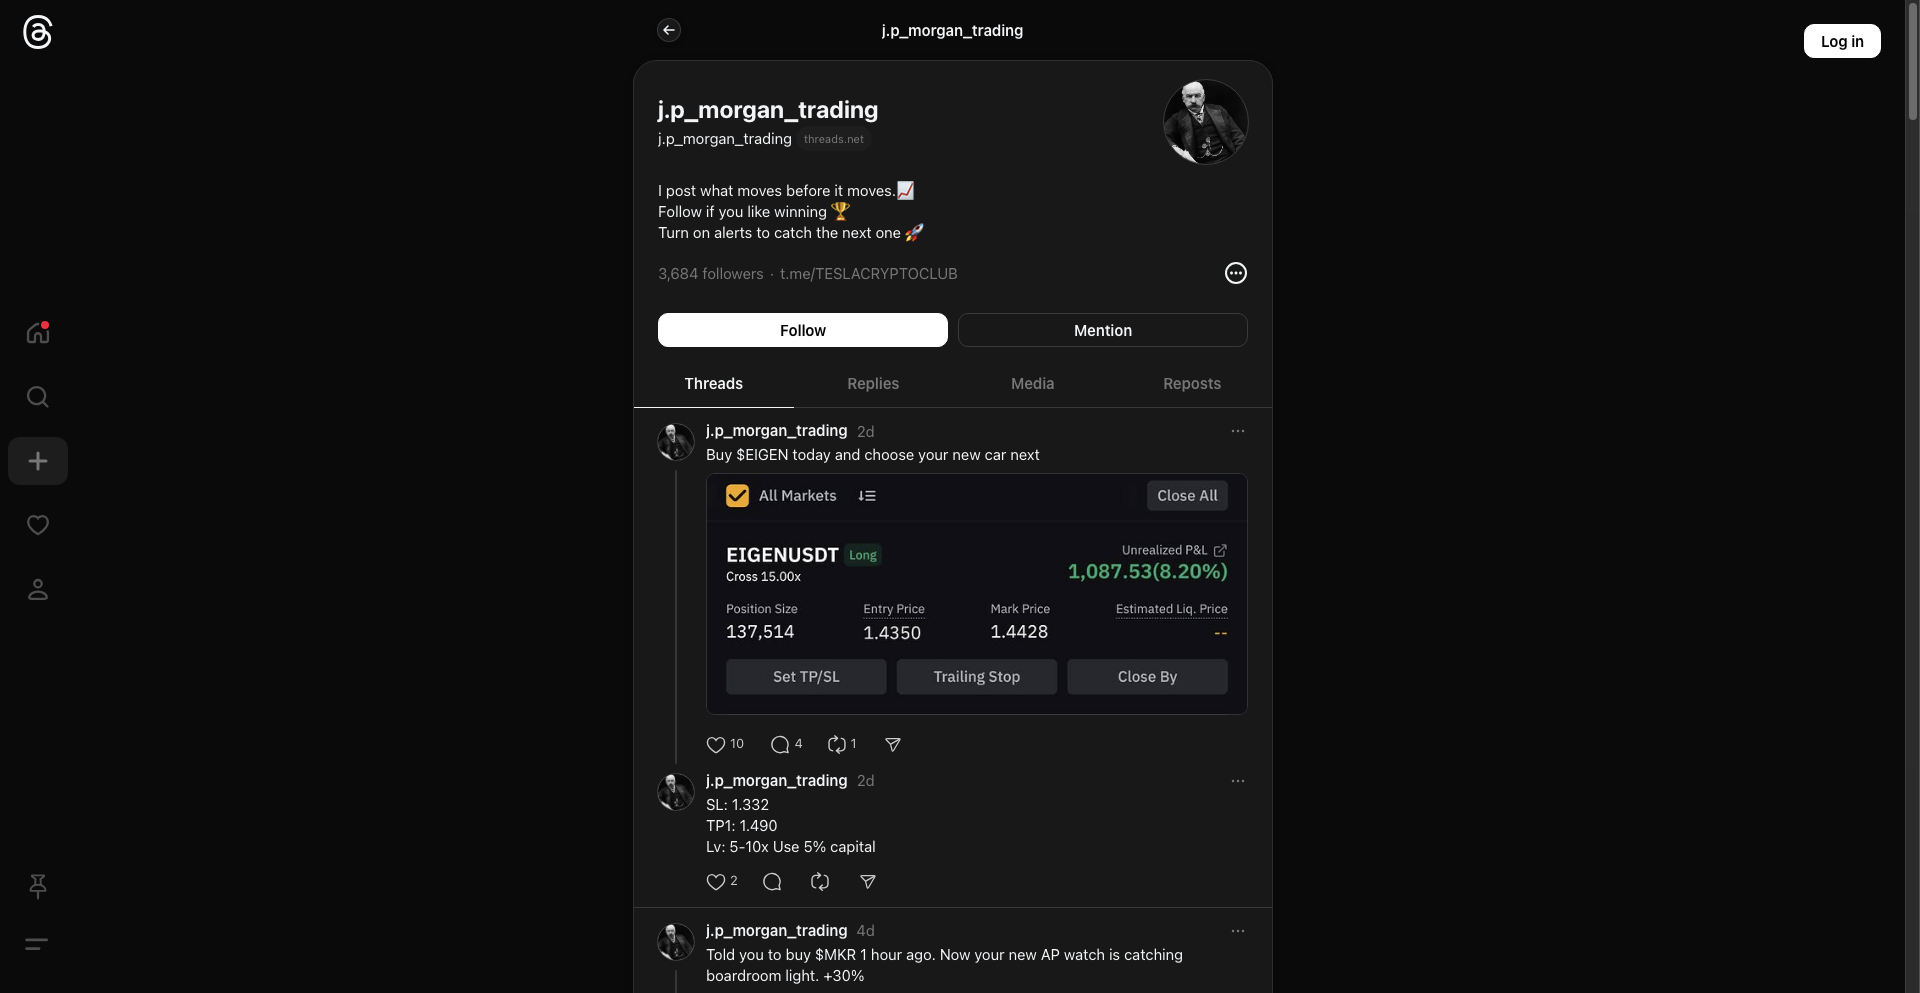 j.p_morgan_trading
Log in
j.p_morgan_trading
j.p_morgan_trading threads.net
I post what moves before it moves.📈
Follow if you like winning 🏆
Turn on alerts to catch the next one 🚀
3,684 followers · t.me/TESLACRYPTOCLUB
Follow Mention
Threads Replies Media Reposts
j.p_morgan_trading 2d
Buy $EIGEN today and choose your new car next
All Markets Close All
EIGENUSDT Long Unrealized P&L
Cross 15.00x 1,087.53(8.20%)
Position Size Entry Price Mark Price Estimated Liq. Price
137,514 1.4350 1.4428 --
Set TP/SL Trailing Stop Close By
10 4 1
j.p_morgan_trading 2d
SL: 1.332
TP1: 1.490
Lv: 5-10x Use 5% capital
2
j.p_morgan_trading 4d
Told you to buy $MKR 1 hour ago. Now your new AP watch is catching
boardroom light. +30%